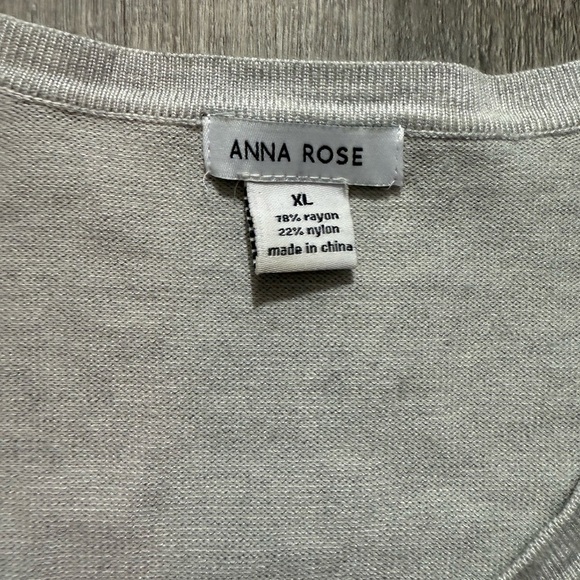 ANNA ROSE
XL
78% rayon
22% nylon
made in china